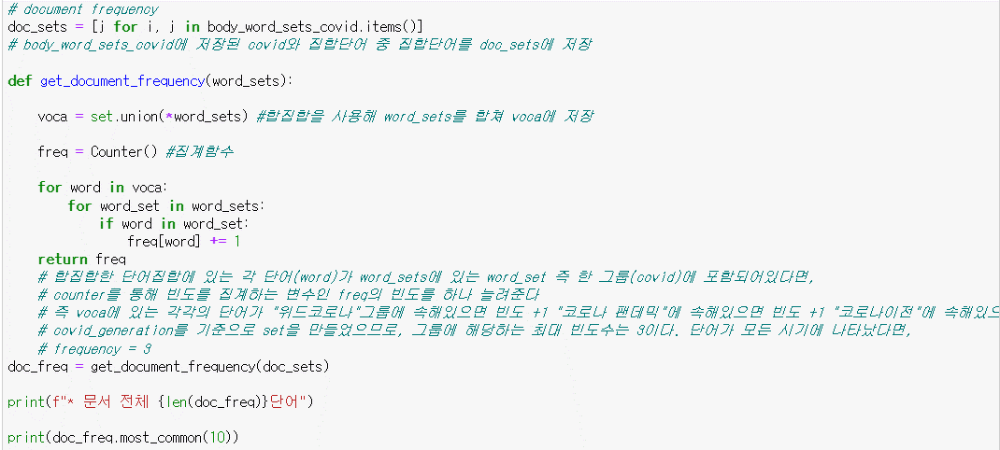 # document frequency
doc_sets = [j for i, j in body_word_sets_covid.items()]
# body_word_sets_covid에 저장된 covid와 집합단어 중 집합단어를 doc_sets에 저장
def get_document_frequency(word_sets):
    voca = set.union(*word_sets) #합집합을 사용해 word_sets를 합쳐 voca에 저장
    freq = Counter() #집계함수
    for word in voca:
        for word_set in word_sets:
            if word in word_set:
                freq[word] += 1
    return freq
    # 합집합한 단어집합에 있는 각 단어(word)가 word_sets에 있는 word_set 즉 한 그룹(covid)에 포함되어있다면,
    # counter를 통해 빈도를 집계하는 변수인 freq의 빈도를 하나 늘려준다
    # 즉 voca에 있는 각각의 단어가 "위드코로나"그룹에 속해있으면 빈도 +1 "코로나 팬데믹"에 속해있으면 빈도 +1 "코로나이전"에 속해있으
    # covid_generation를 기준으로 set을 만들었으므로, 그룹에 해당하는 최대 빈도수는 3이다. 단어가 모든 시기에 나타났다면,
    # frequency = 3
doc_freq = get_document_frequency(doc_sets)
print(f"* 문서 전체 {len(doc_freq)}단어")
print(doc_freq.most_common(10))